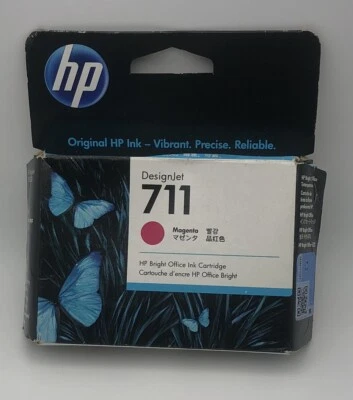 hp
Original HP Ink – Vibrant. Precise. Reliable.
DesignJet
711
Magenta 빨강
マゼンタ 品红色
HP Bright Office Ink Cartridge
Cartouche d'encre HP Office Bright